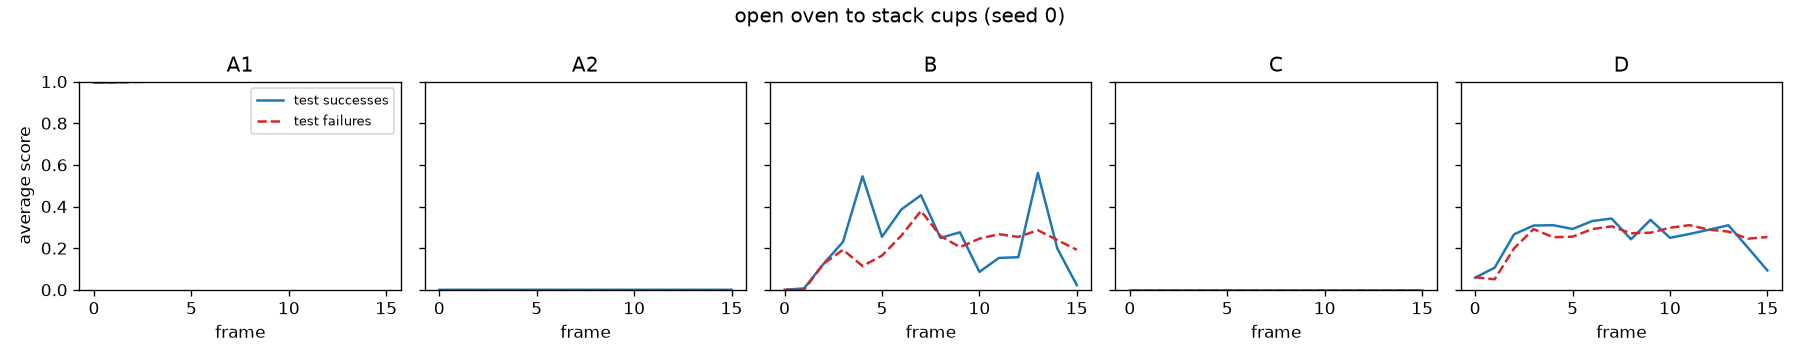 open oven to stack cups (seed 0)
A1
A2
B
C
D
average score
1.0
0.8
0.6
0.4
0.2
0.0
test successes
test failures
0 5 10 15
0 5 10 15
0 5 10 15
0 5 10 15
0 5 10 15
frame
frame
frame
frame
frame